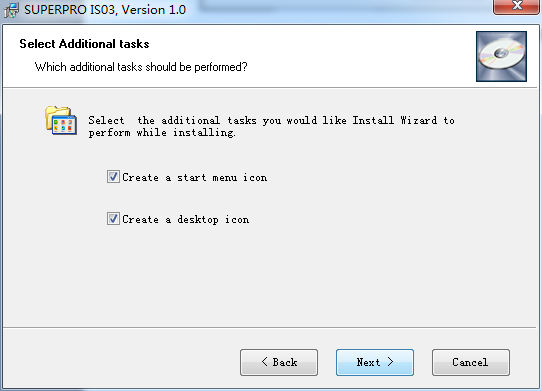 SUPERPRO IS03, Version 1.0
Select Additional tasks
Which additional tasks should be performed?
Select  the additional tasks you would like Install Wizard to
perform while installing.
Create a start menu icon
Create a desktop icon
< Back
Next >
Cancel